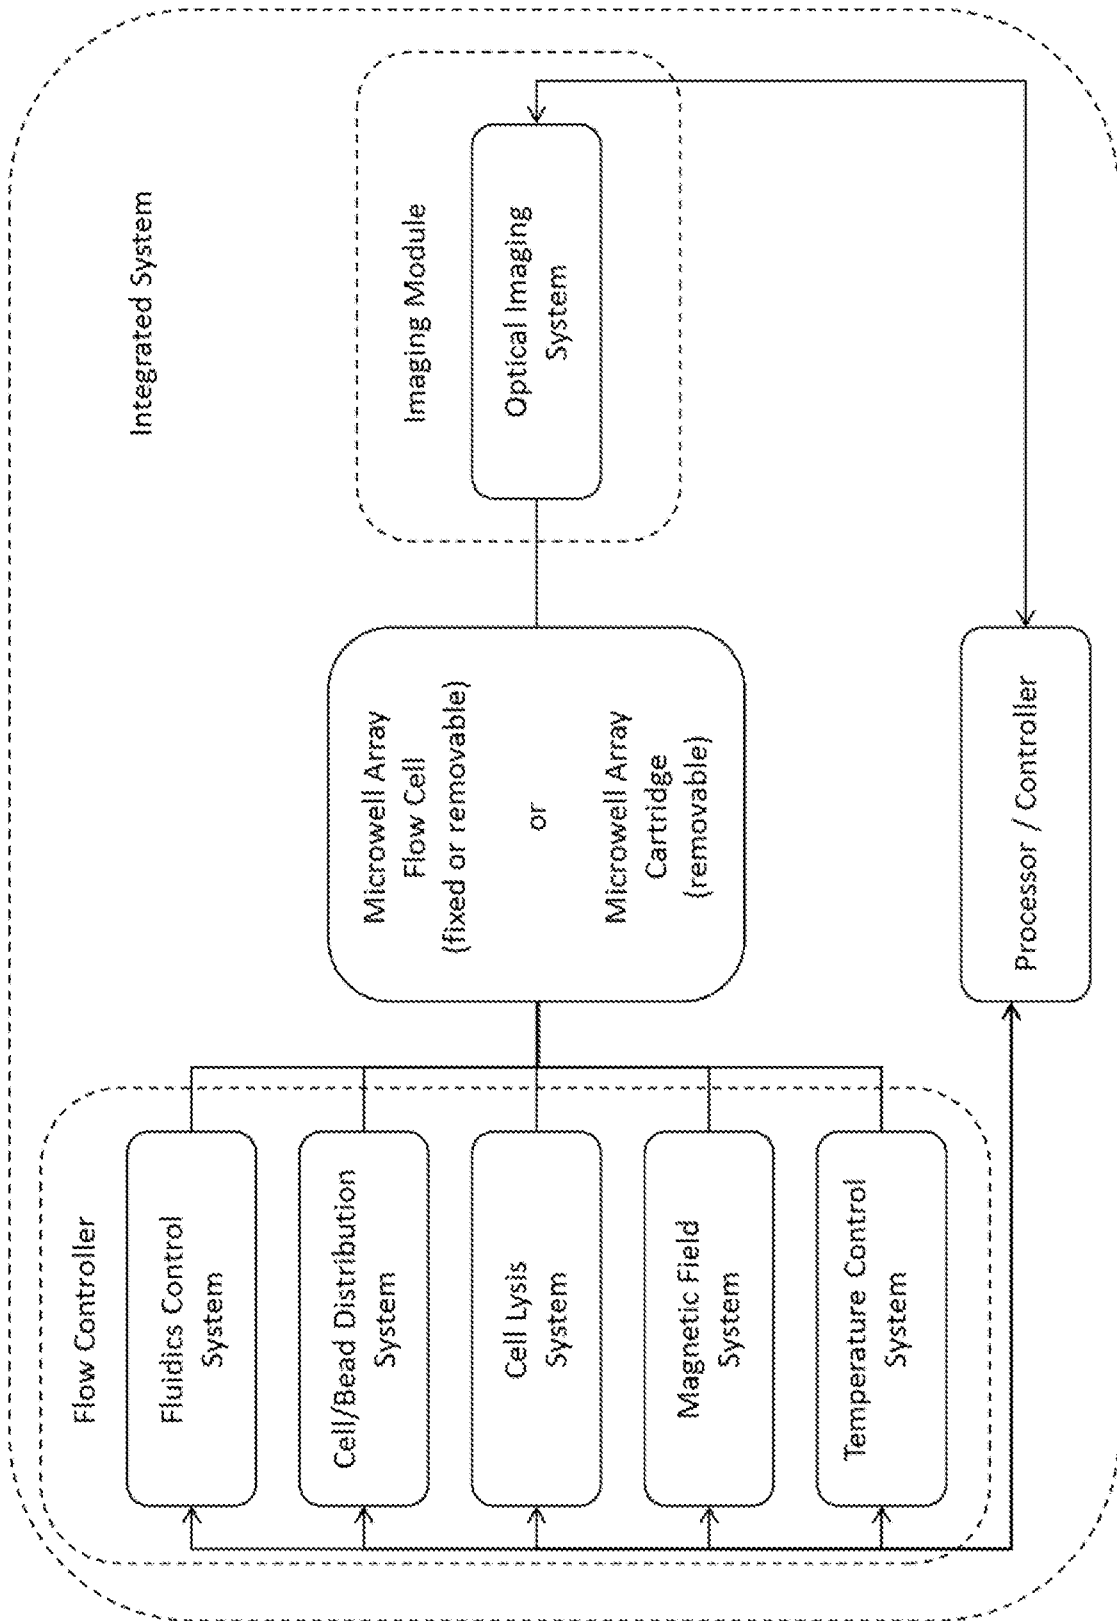 Integrated System
Flow Controller
Fluidics Control
System
Cell/Bead Distribution
System
Cell Lysis
System
Magnetic Field
System
Temperature Control
System
Microwell Array
Flow Cell
(fixed or removable)
or
Microwell Array
Cartridge
(removable)
Imaging Module
Optical Imaging
System
Processor / Controller